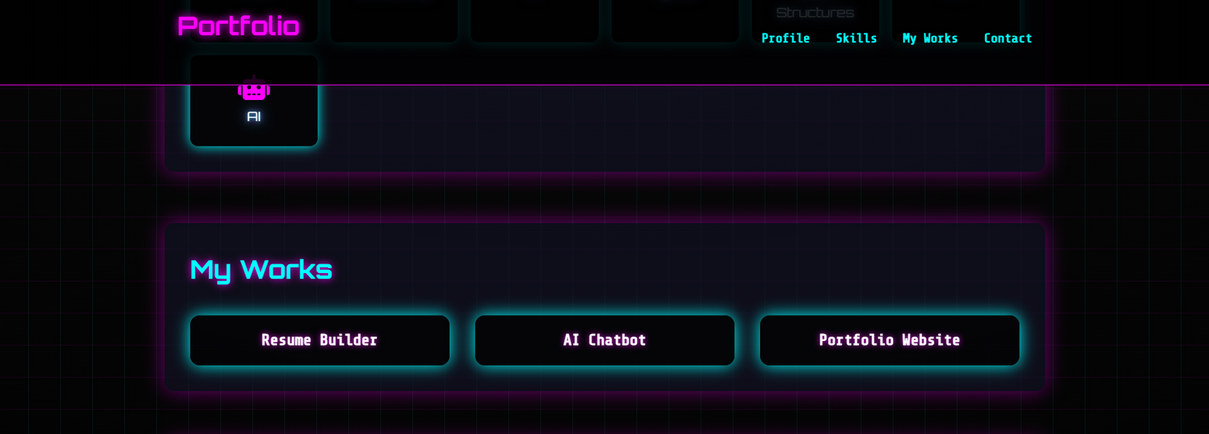 Structures
Portfolio
Profile
Skills
My Works
Contact
AI
My Works
Resume Builder
AI Chatbot
Portfolio Website